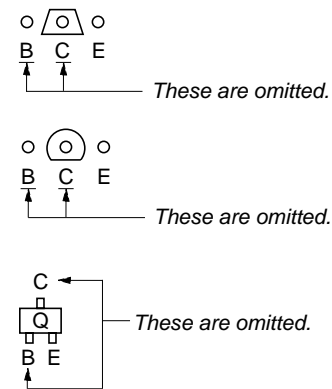 B C E
These are omitted.
B C E
These are omitted.
C
Q
These are omitted.
B E